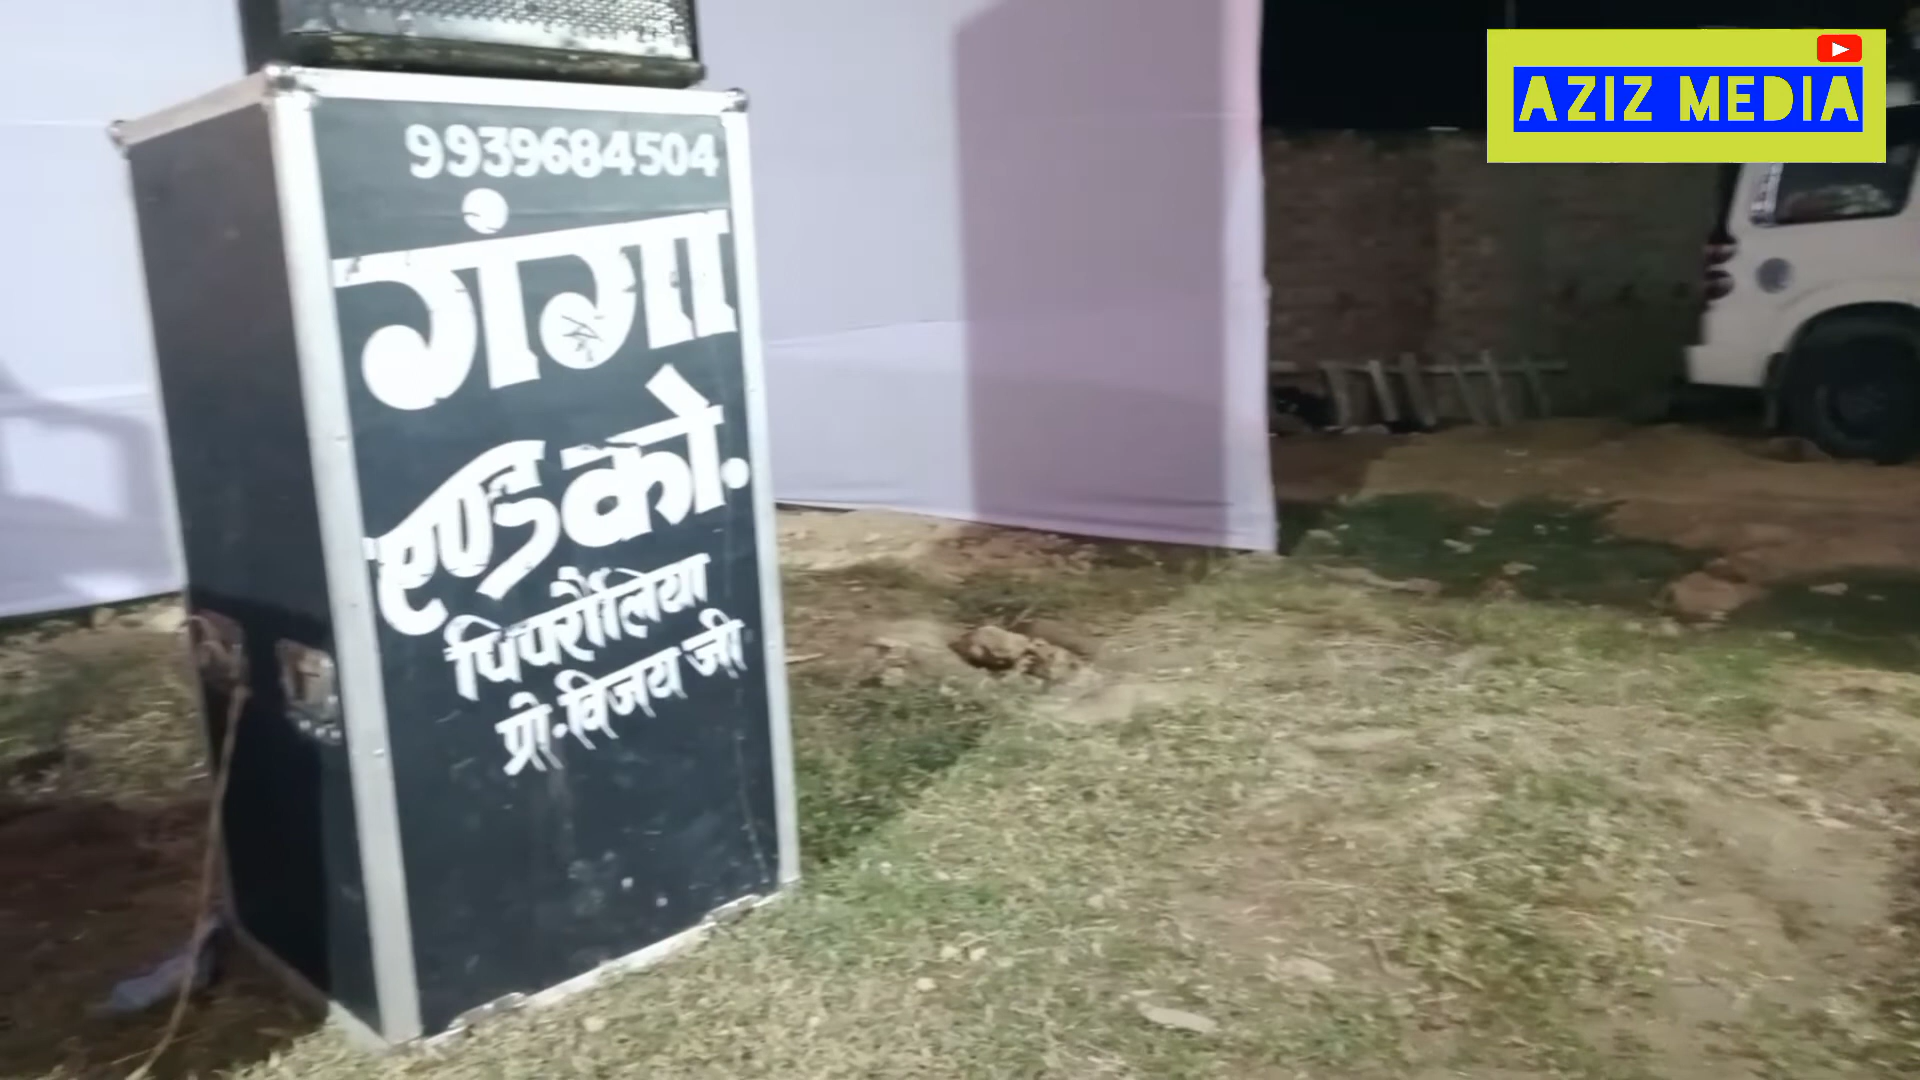 9939684504
गंगा
एण्ड को.
पिपरौलिया
प्रो.विजय जी
AZIZ MEDIA